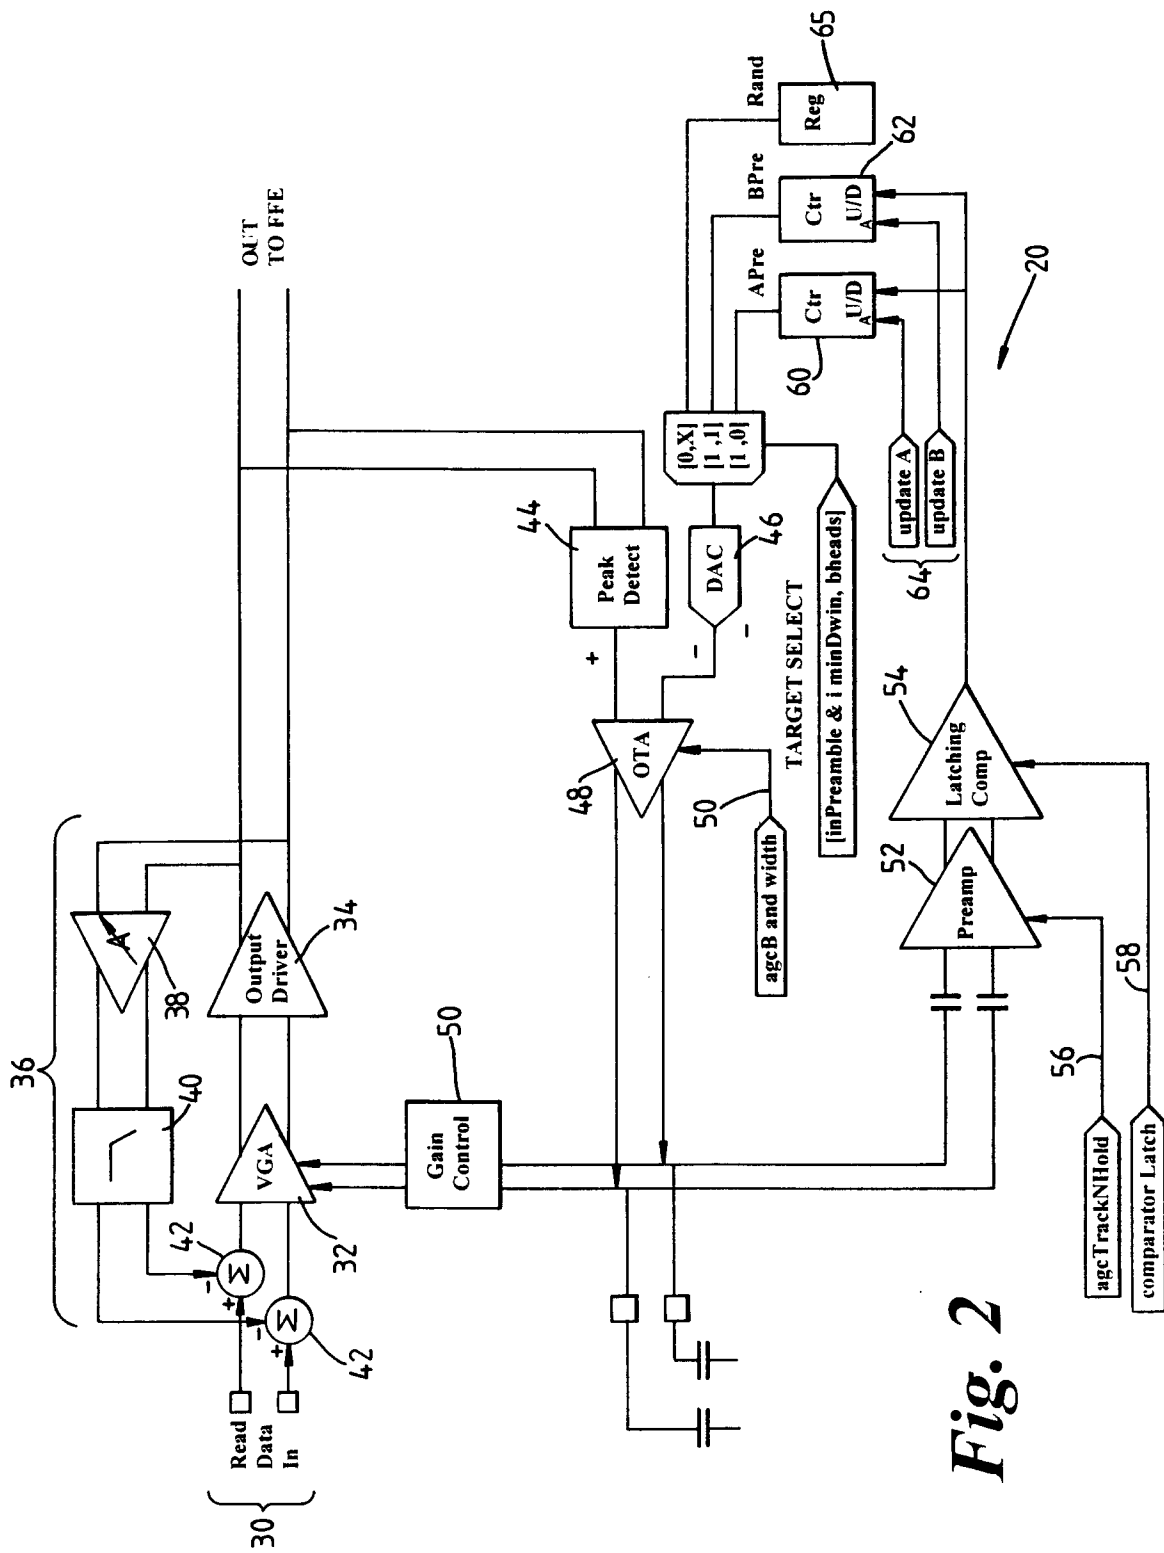 36
38
40
A
42
42
Σ
Σ
-
+
-
+
Read
Data
In
30
VGA
32
Output
Driver
34
OUT
TO FFE
Gain
Control
50
44
Peak
Detect
+
-
-
OTA
48
DAC
46
50
agcB and width
TARGET SELECT
[inPreamble & i minDwin, bheads]
[0,X]
[1,1]
[1,0]
APre
BPre
Rand
Ctr
U/D
A
60
Ctr
U/D
A
62
Reg
65
update A
update B
64
20
Preamp
52
Latching
Comp
54
agcTrackNHold
56
comparator Latch
58
Fig. 2